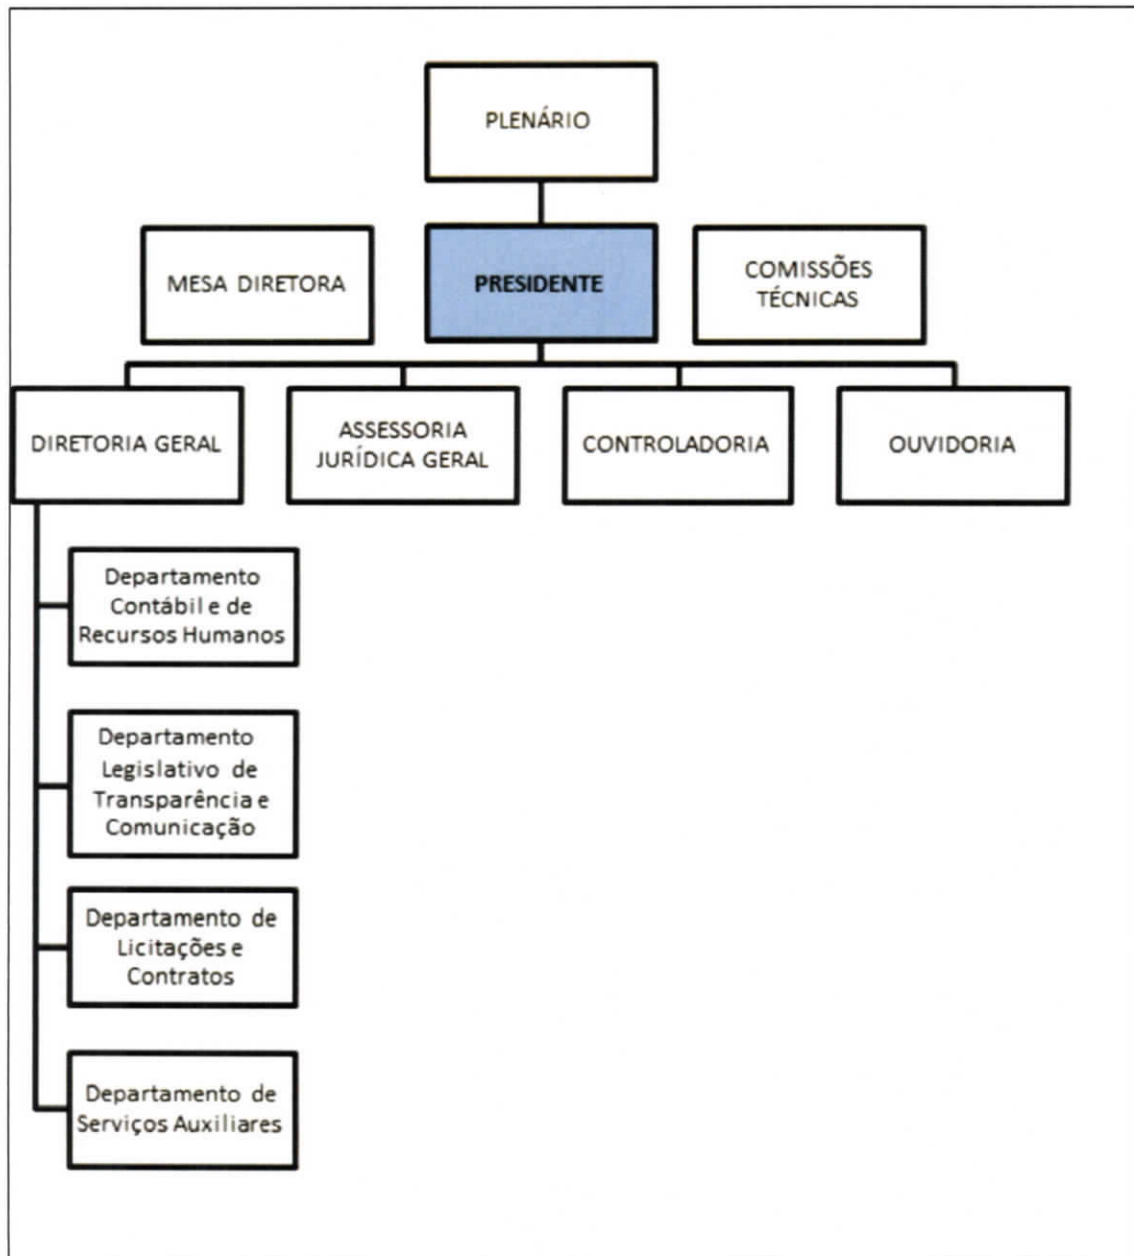 PLENÁRIO
MESA DIRETORA
PRESIDENTE
COMISSÕES
TÉCNICAS
DIRETORIA GERAL
ASSESSORIA
JURÍDICA GERAL
CONTROLADORIA
OUVIDORIA
Departamento
Contábil e de
Recursos Humanos
Departamento
Legislativo de
Transparência e
Comunicação
Departamento de
Licitações e
Contratos
Departamento de
Serviços Auxiliares